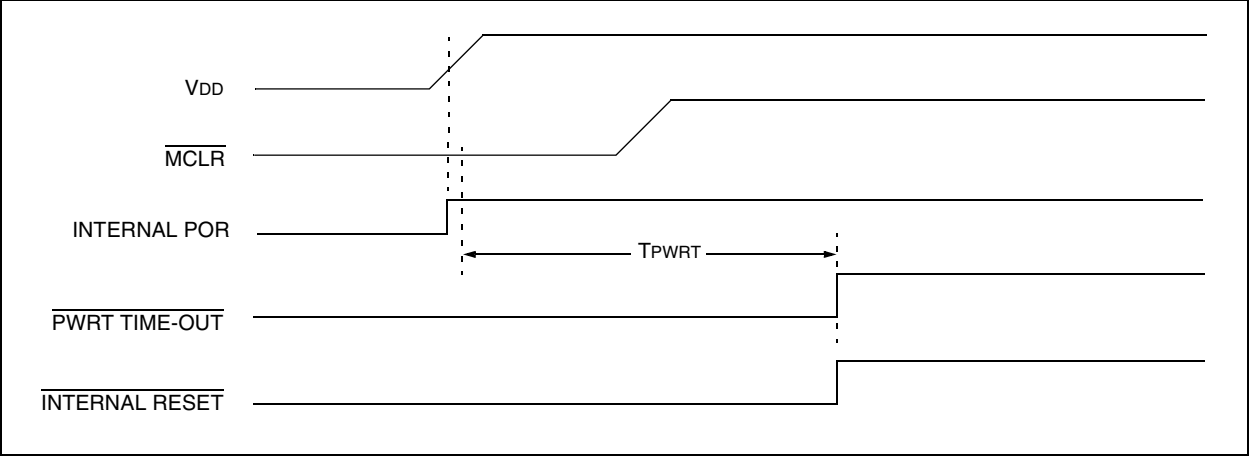 VDD
MCLR
INTERNAL POR
TPWRT
PWRT TIME-OUT
INTERNAL RESET